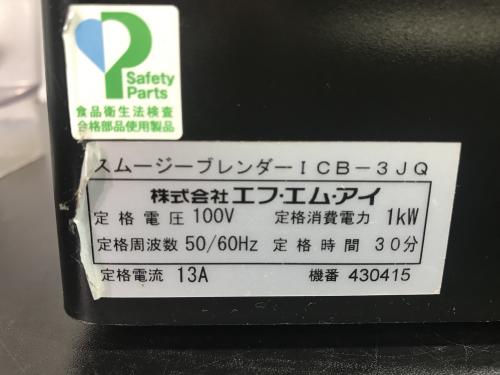 Safety
Parts
食品衛生法検査
合格部品使用製品
スムージーブレンダーICB-3JQ
株式会社エフ・エム・アイ
定格電圧 100V 定格消費電力 1kW
定格周波数 50/60Hz 定格時間 30分
定格電流 13A 機番 430415